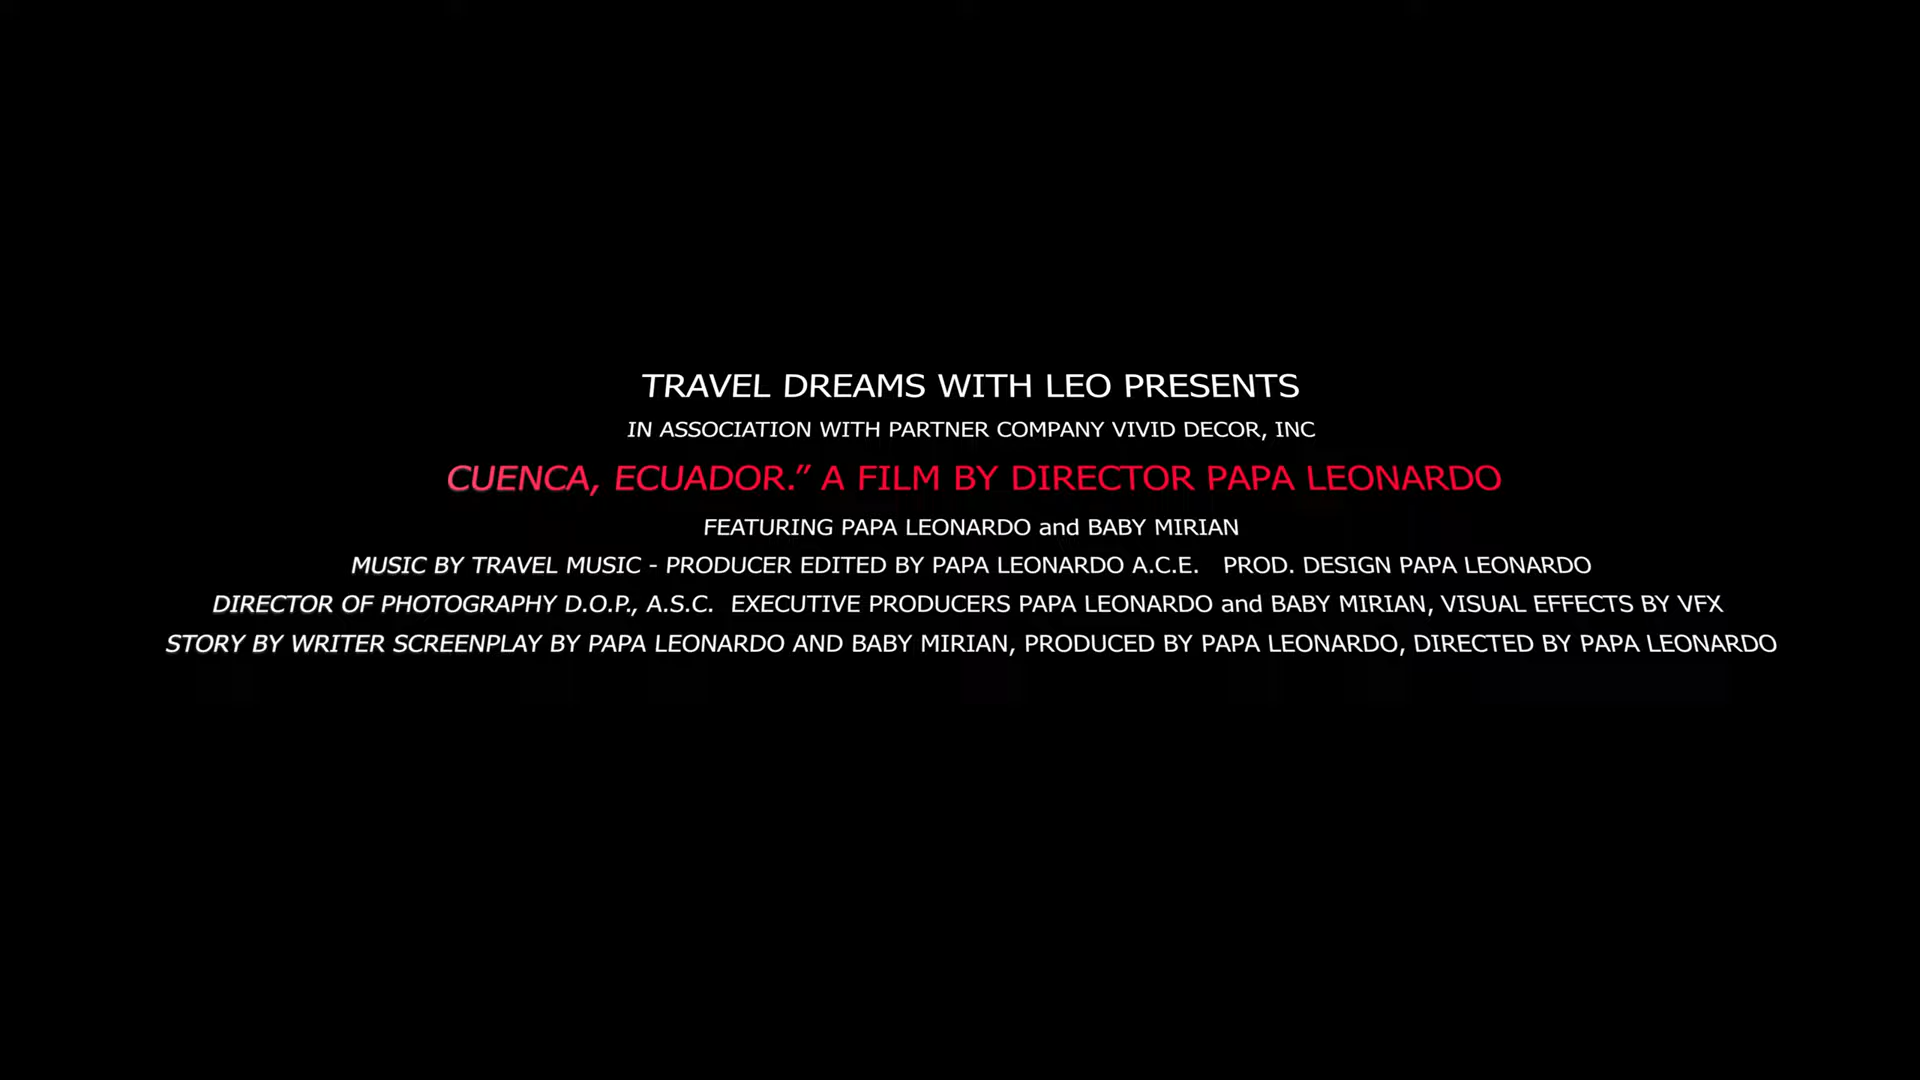 TRAVEL DREAMS WITH LEO PRESENTS
IN ASSOCIATION WITH PARTNER COMPANY VIVID DECOR, INC
CUENCA, ECUADOR.” A FILM BY DIRECTOR PAPA LEONARDO
FEATURING PAPA LEONARDO and BABY MIRIAN
MUSIC BY TRAVEL MUSIC - PRODUCER EDITED BY PAPA LEONARDO A.C.E. PROD. DESIGN PAPA LEONARDO
DIRECTOR OF PHOTOGRAPHY D.O.P., A.S.C. EXECUTIVE PRODUCERS PAPA LEONARDO and BABY MIRIAN, VISUAL EFFECTS BY VFX
STORY BY WRITER SCREENPLAY BY PAPA LEONARDO AND BABY MIRIAN, PRODUCED BY PAPA LEONARDO, DIRECTED BY PAPA LEONARDO